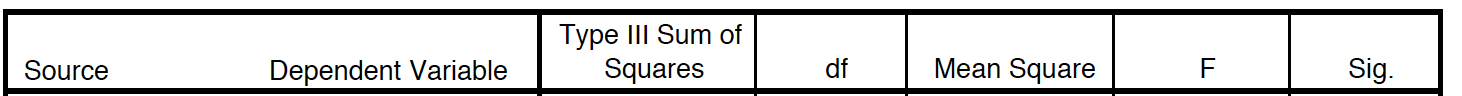 Source Dependent Variable Type III Sum of Squares df Mean Square F Sig.